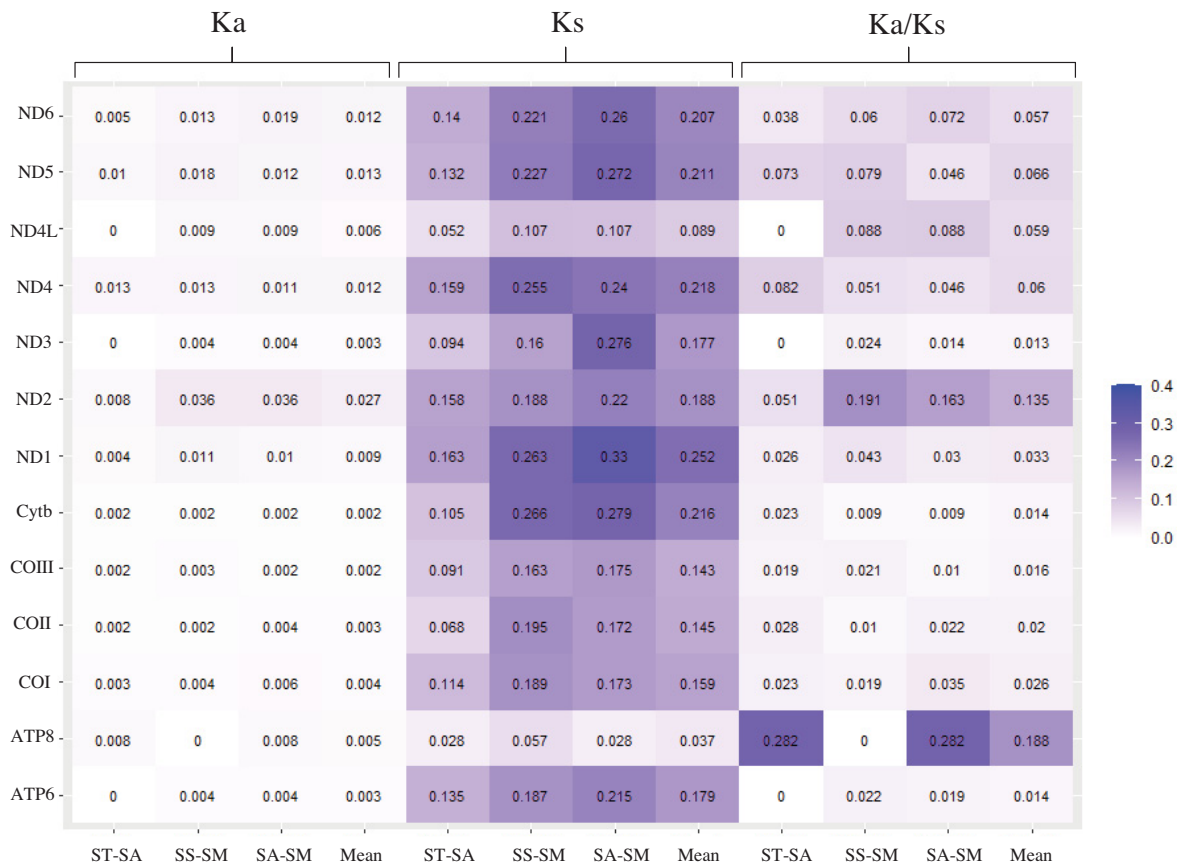 Ka Ks Ka/Ks
ND6 0.005 0.013 0.019 0.012 0.14 0.221 0.26 0.207 0.038 0.06 0.072 0.057
ND5 0.01 0.018 0.012 0.013 0.132 0.227 0.272 0.211 0.073 0.079 0.046 0.066
ND4L 0 0.009 0.009 0.006 0.052 0.107 0.107 0.089 0 0.088 0.088 0.059
ND4 0.013 0.013 0.011 0.012 0.159 0.255 0.24 0.218 0.082 0.051 0.046 0.06
ND3 0 0.004 0.004 0.003 0.094 0.16 0.276 0.177 0 0.024 0.014 0.013
ND2 0.008 0.036 0.036 0.027 0.158 0.188 0.22 0.188 0.051 0.191 0.163 0.135
ND1 0.004 0.011 0.01 0.009 0.163 0.263 0.33 0.252 0.026 0.043 0.03 0.033
Cytb 0.002 0.002 0.002 0.002 0.105 0.266 0.279 0.216 0.023 0.009 0.009 0.014
COIII 0.002 0.003 0.002 0.002 0.091 0.163 0.175 0.143 0.019 0.021 0.01 0.016
COII 0.002 0.002 0.004 0.003 0.068 0.195 0.172 0.145 0.028 0.01 0.022 0.02
COI 0.003 0.004 0.006 0.004 0.114 0.189 0.173 0.159 0.023 0.019 0.035 0.026
ATP8 0.008 0 0.008 0.005 0.028 0.057 0.028 0.037 0.282 0 0.282 0.188
ATP6 0 0.004 0.004 0.003 0.135 0.187 0.215 0.179 0 0.022 0.019 0.014
ST-SA SS-SM SA-SM Mean ST-SA SS-SM SA-SM Mean ST-SA SS-SM SA-SM Mean
0.4
0.3
0.2
0.1
0.0